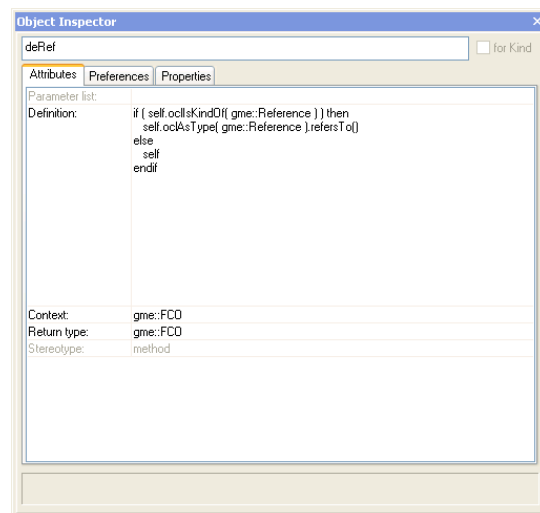 Object Inspector
deRef
for Kind
Attributes Preferences Properties
Parameter list:
Definition: if ( self.oclIsKindOf( gme::Reference ) ) then
self.oclAsType( gme::Reference ).refersTo()
else
self
endif
Context: gme::FCO
Return type: gme::FCO
Stereotype: method